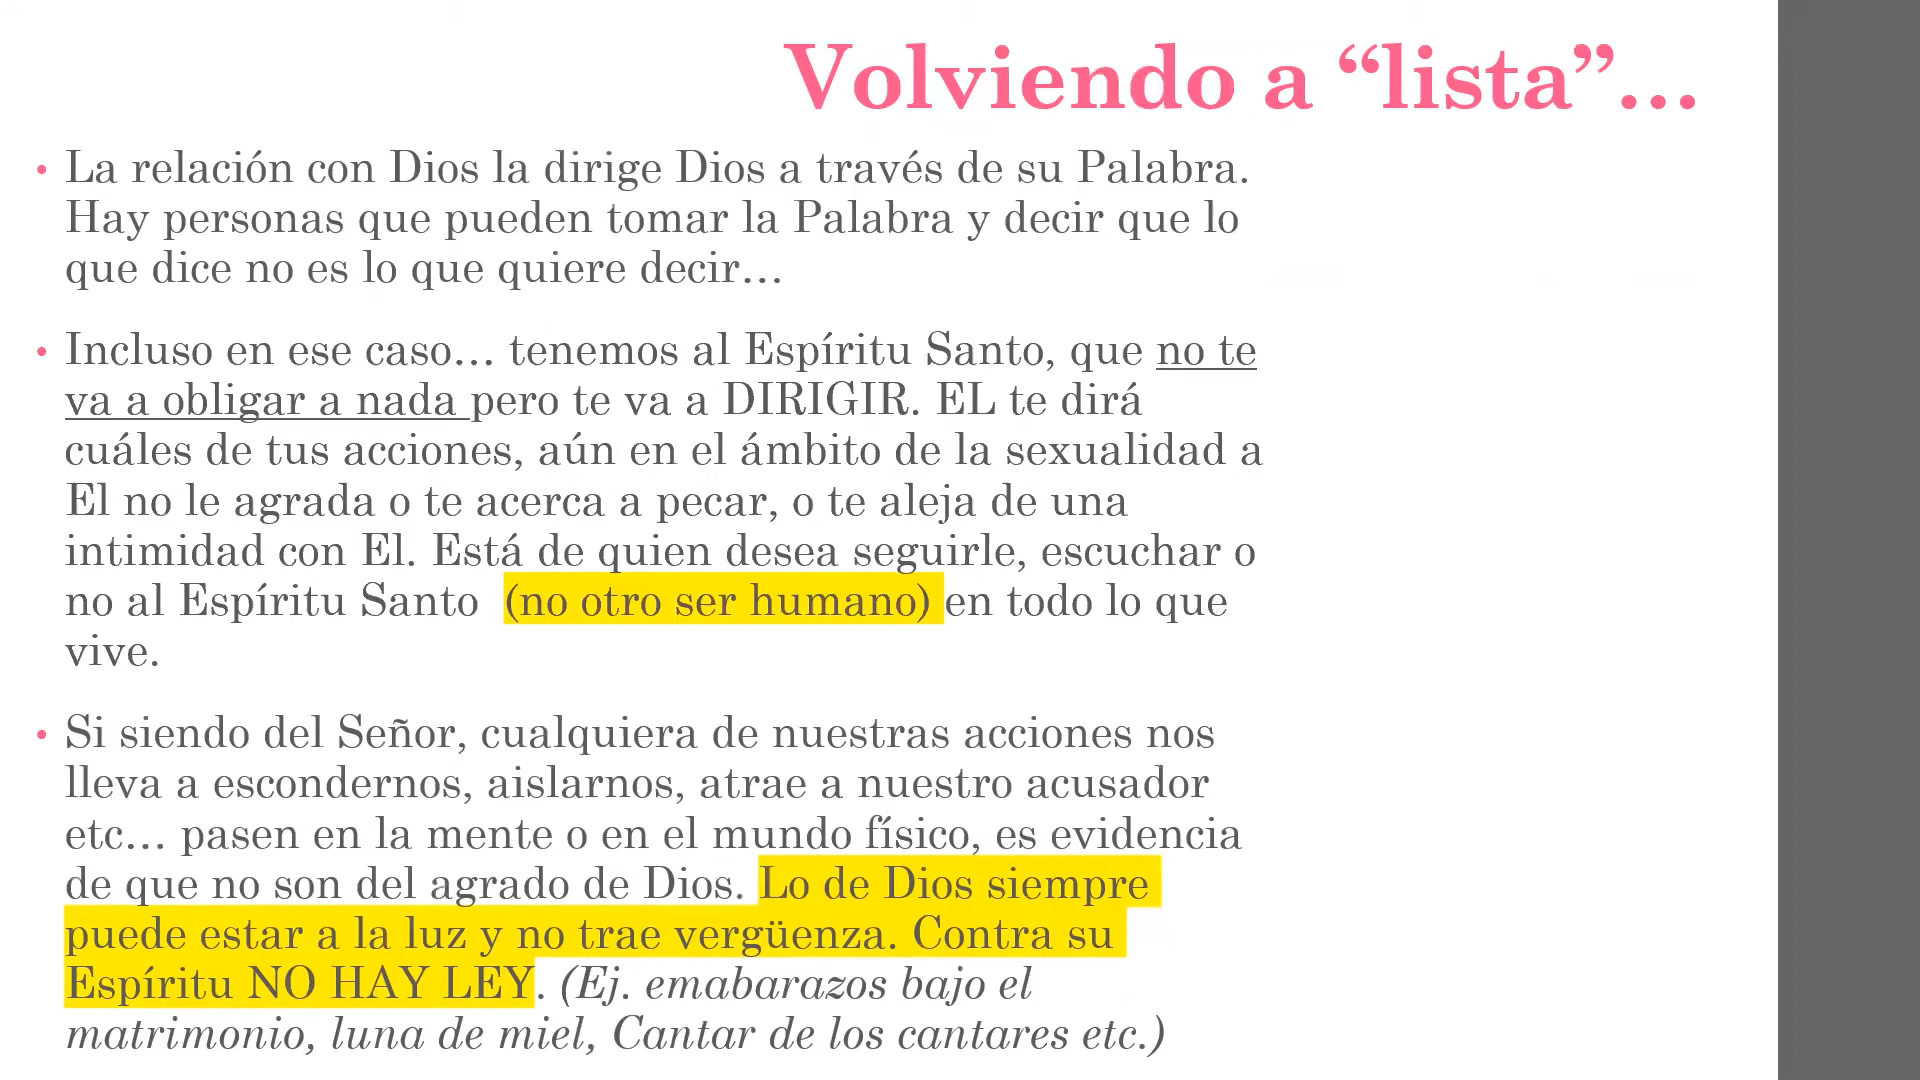 Volviendo a “lista”…
• La relación con Dios la dirige Dios a través de su Palabra.
Hay personas que pueden tomar la Palabra y decir que lo
que dice no es lo que quiere decir…
• Incluso en ese caso… tenemos al Espíritu Santo, que no te
va a obligar a nada pero te va a DIRIGIR. EL te dirá
cuáles de tus acciones, aún en el ámbito de la sexualidad a
El no le agrada o te acerca a pecar, o te aleja de una
intimidad con El. Está de quien desea seguirle, escuchar o
no al Espíritu Santo (no otro ser humano) en todo lo que
vive.
• Si siendo del Señor, cualquiera de nuestras acciones nos
lleva a escondernos, aislarnos, atrae a nuestro acusador
etc… pasen en la mente o en el mundo físico, es evidencia
de que no son del agrado de Dios. Lo de Dios siempre
puede estar a la luz y no trae vergüenza. Contra su
Espíritu NO HAY LEY. (Ej. emabarazos bajo el
matrimonio, luna de miel, Cantar de los cantares etc.)